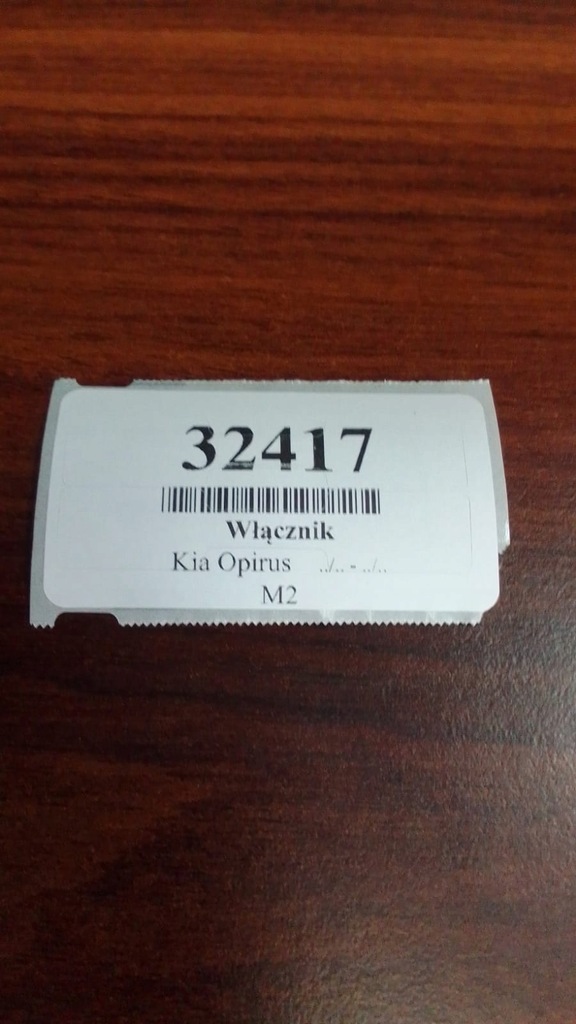 32417
Włącznik
Kia Opirus ../.. - ../..
M2